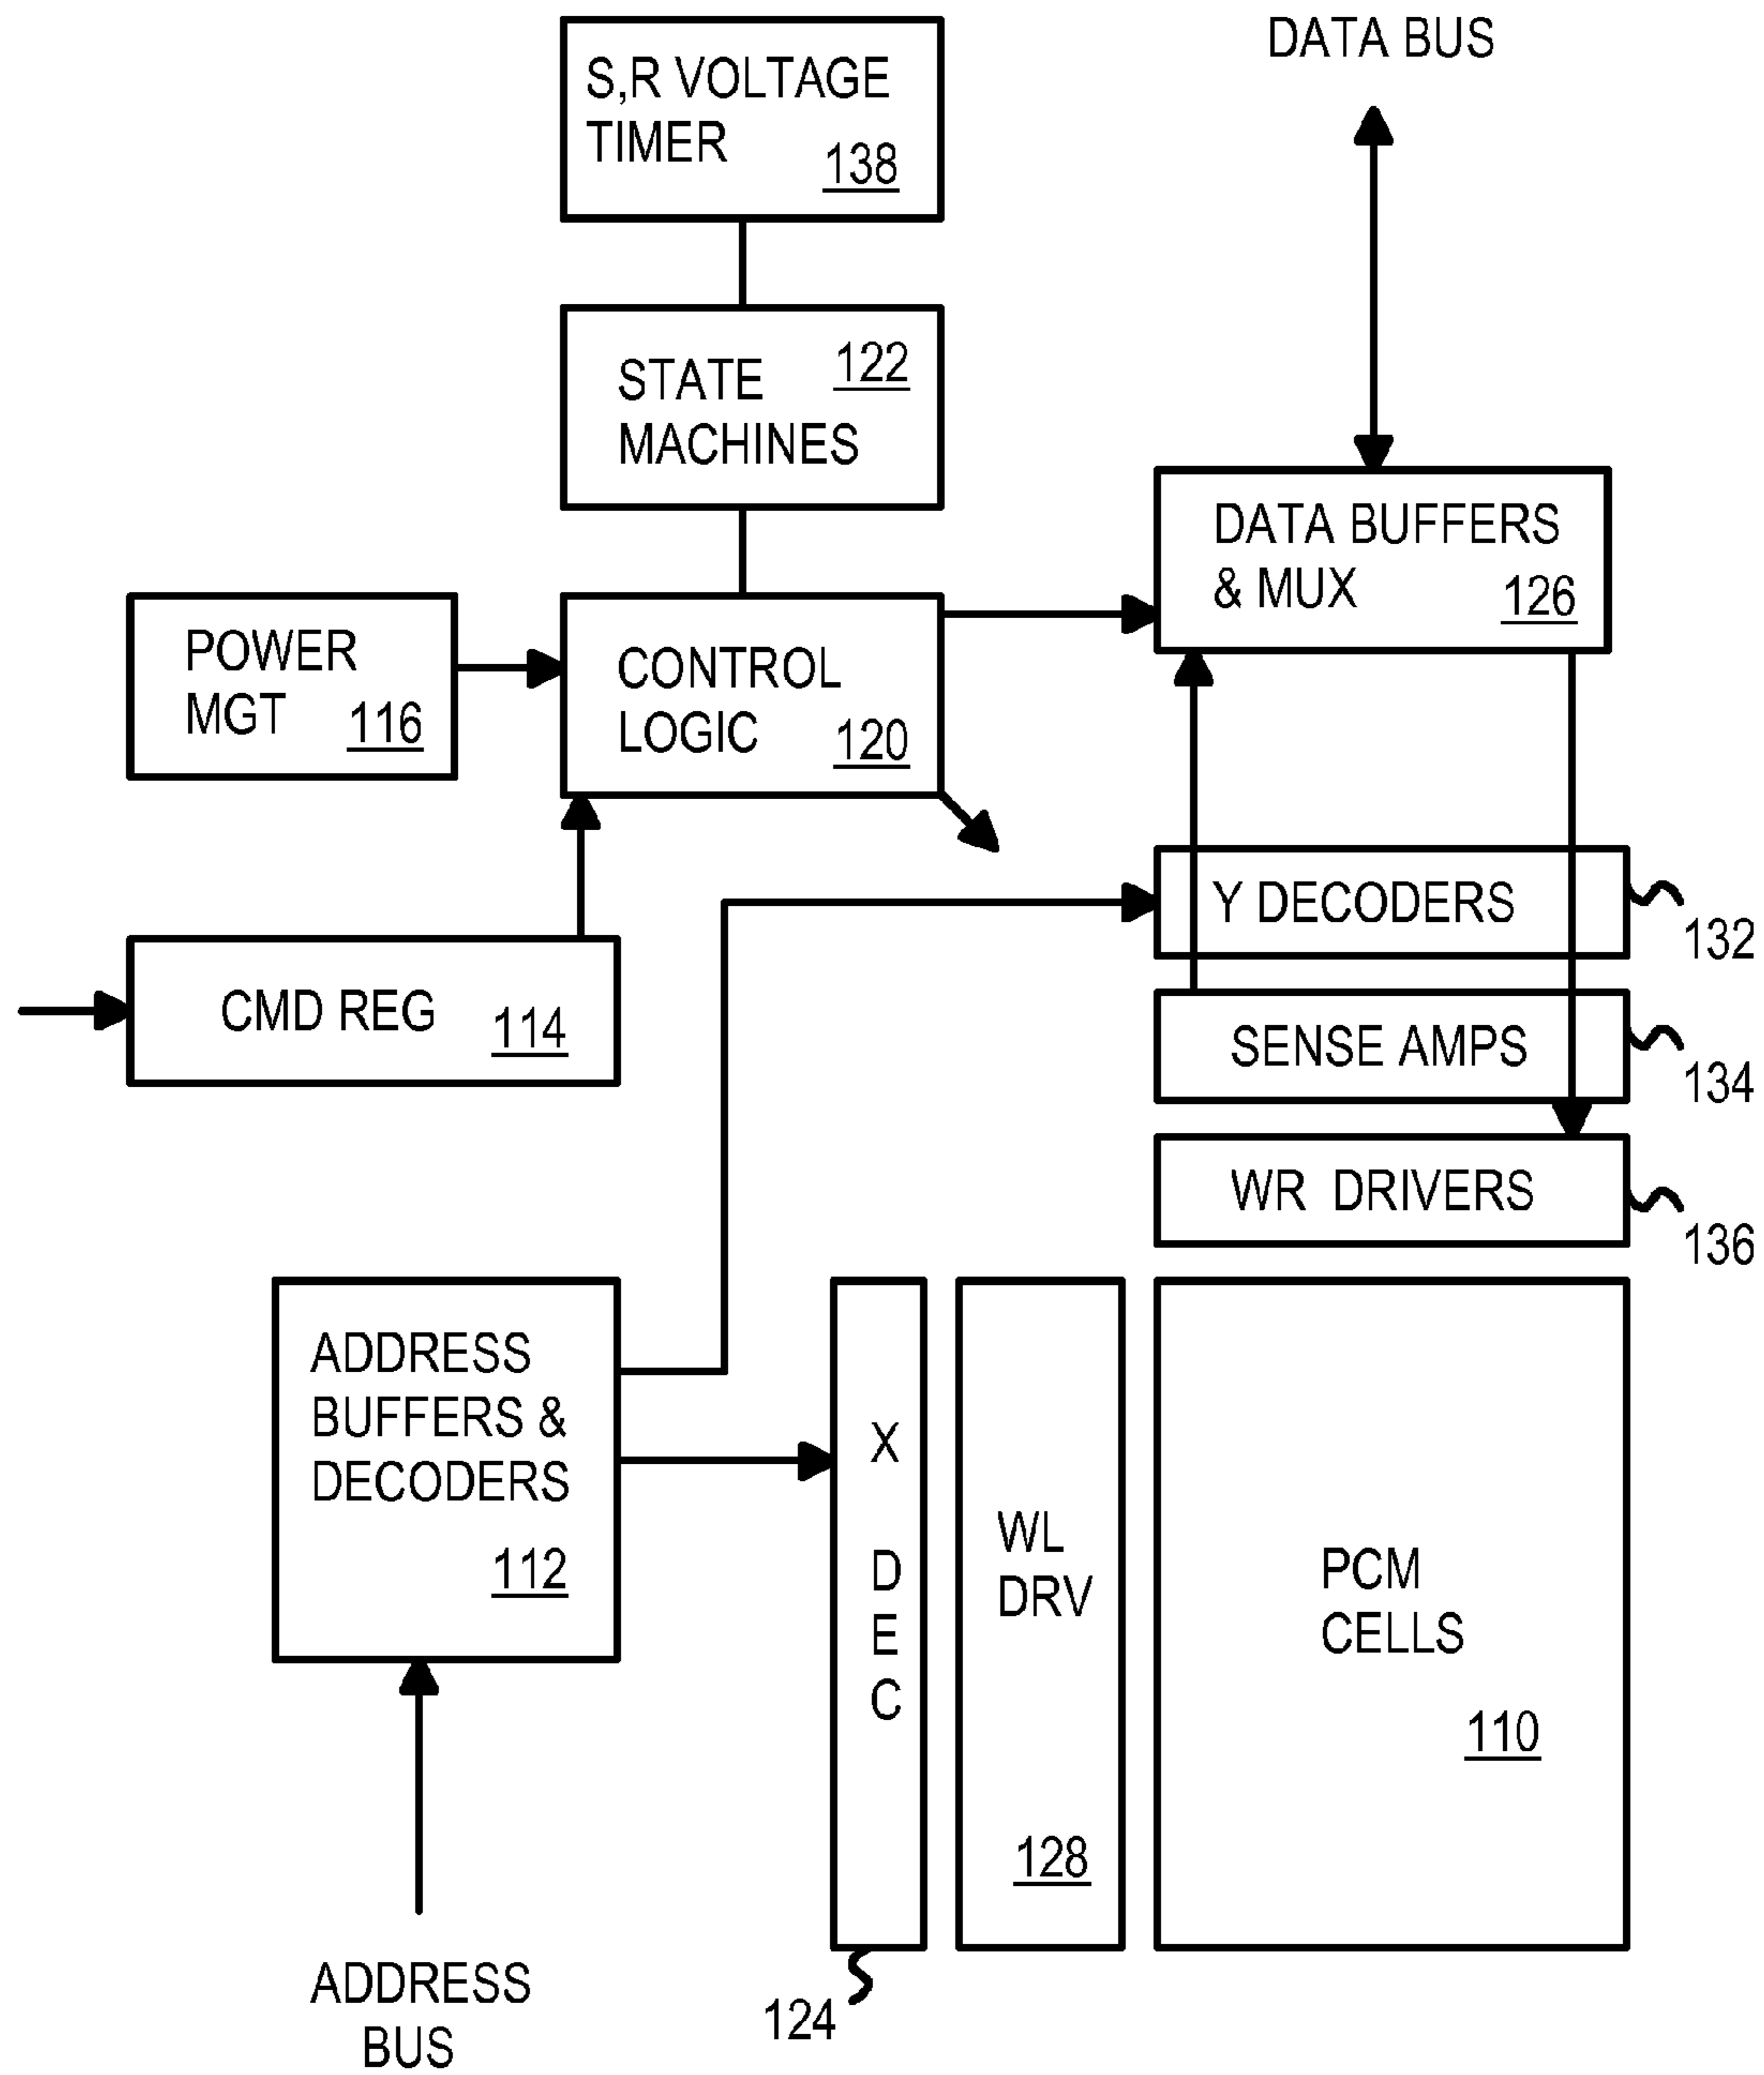 S,R VOLTAGE
TIMER
138
DATA BUS
STATE
MACHINES
122
DATA BUFFERS
& MUX
126
POWER
MGT
116
CONTROL
LOGIC
120
Y DECODERS
132
CMD REG
114
SENSE AMPS
134
WR DRIVERS
136
ADDRESS
BUFFERS &
DECODERS
112
X
D
E
C
124
WL
DRV
128
PCM
CELLS
110
ADDRESS
BUS